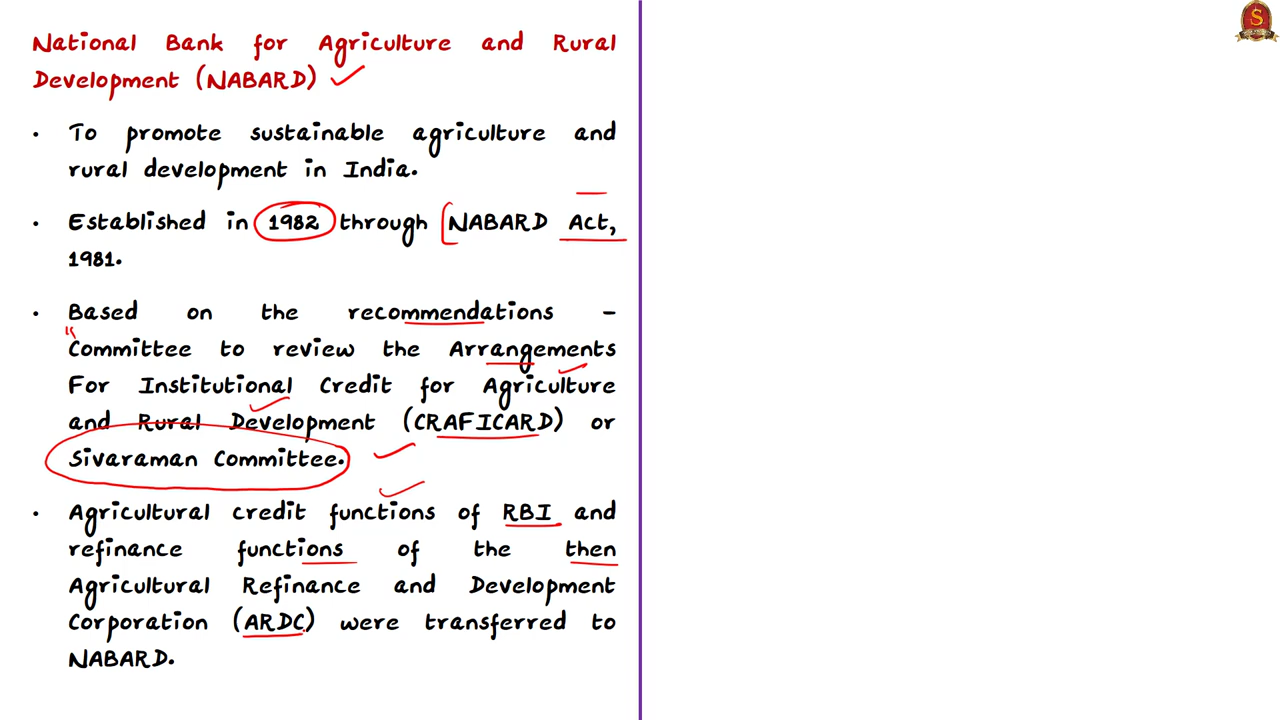 National Bank for Agriculture and Rural
Development (NABARD)
• To promote sustainable agriculture and
rural development in India.
• Established in 1982 through NABARD Act,
1981.
• Based on the recommendations -
Committee to review the Arrangements
For Institutional Credit for Agriculture
and Rural Development (CRAFICARD) or
Sivaraman Committee.
• Agricultural credit functions of RBI and
refinance functions of the then
Agricultural Refinance and Development
Corporation (ARDC) were transferred to
NABARD.
S